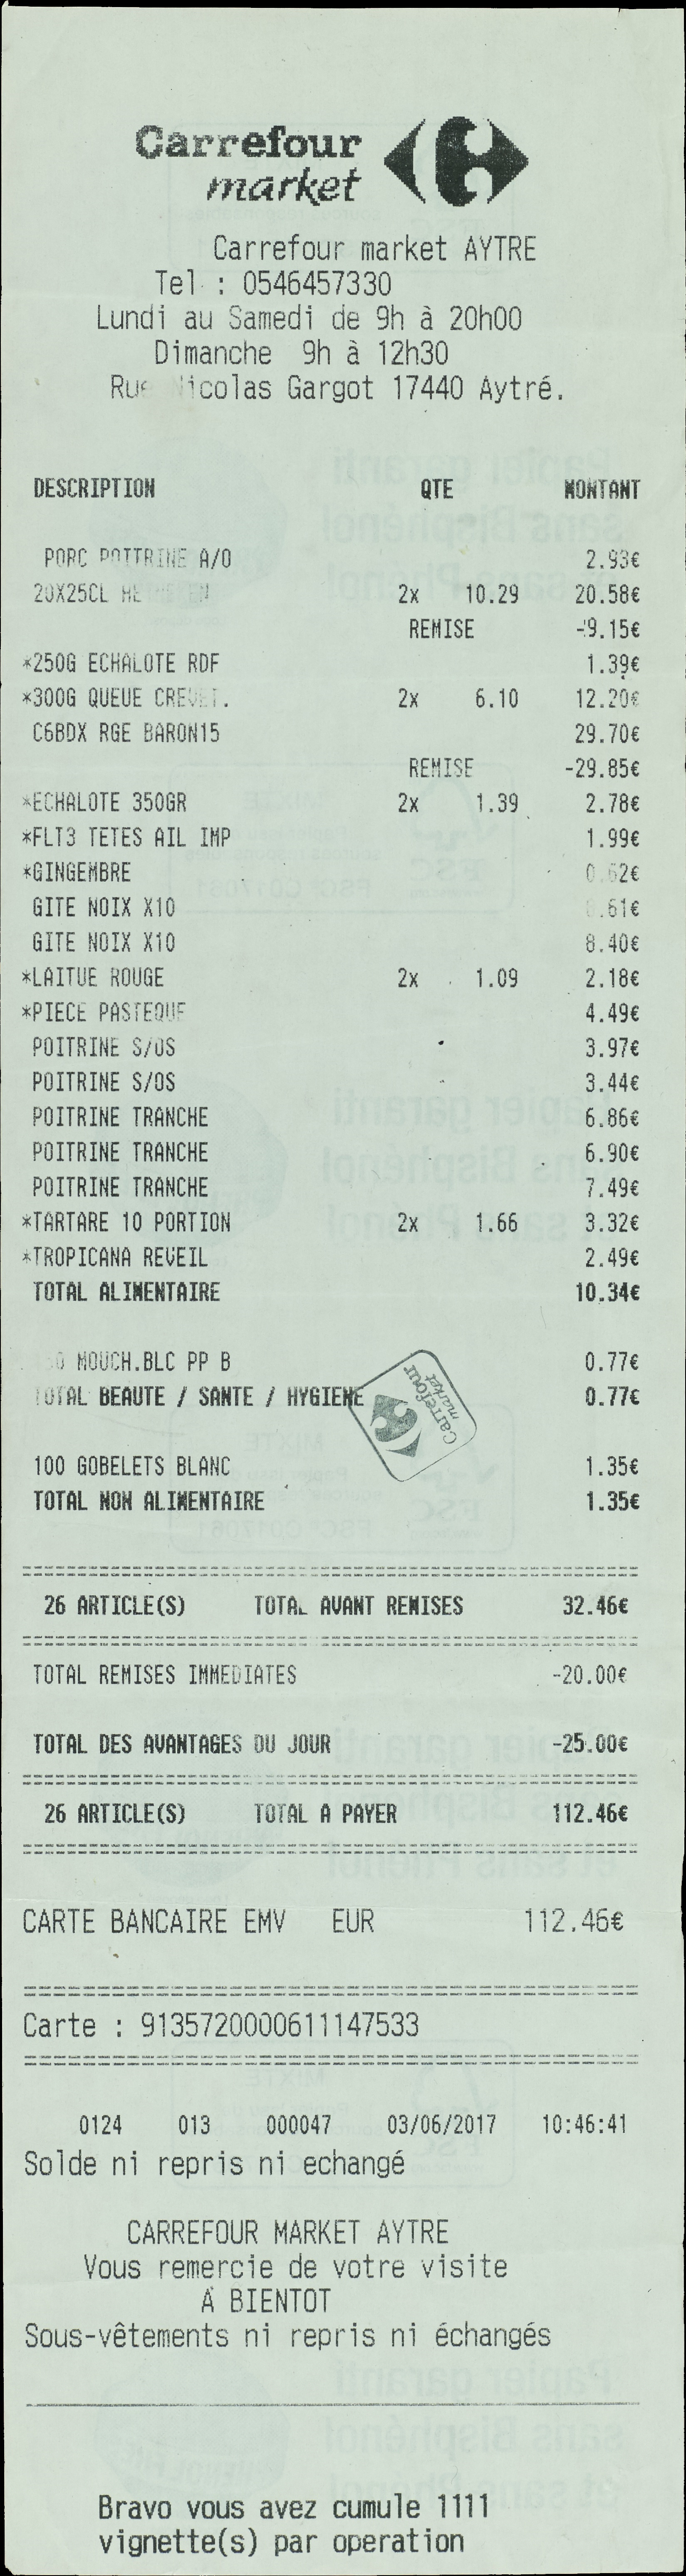 Carrefour
market
Carrefour market AYTRE
Tel : 0546457330
Lundi au Samedi de 9h à 20h00
Dimanche 9h à 12h30
Rue Nicolas Gargot 17440 Aytré.
DESCRIPTION QTE MONTANT
PORC POITRINE A/O 2.93€
20X25CL 2x 10.29 20.58€
REMISE -9.15€
*250G ECHALOTE RDF 1.39€
*300G QUEUE CREVET. 2x 6.10 12.20€
C6BDX RGE BARON15 29.70€
REMISE -29.85€
*ECHALOTE 350GR 2x 1.39 2.78€
*FLT3 TETES AIL IMP 1.99€
*GINGEMBRE 0.62€
GITE NOIX X10 .61€
GITE NOIX X10 8.40€
*LAITUE ROUGE 2x 1.09 2.18€
*PIECE PASTEQUE 4.49€
POITRINE S/OS 3.97€
POITRINE S/OS 3.44€
POITRINE TRANCHE 6.86€
POITRINE TRANCHE 6.90€
POITRINE TRANCHE 7.49€
*TARTARE 10 PORTION 2x 1.66 3.32€
*TROPICANA REVEIL 2.49€
TOTAL ALIMENTAIRE 10.34€
MOUCH.BLC PP B 0.77€
TOTAL BEAUTE / SANTE / HYGIENE 0.77€
Carrefour
market
100 GOBELETS BLANC 1.35€
TOTAL NON ALIMENTAIRE 1.35€
26 ARTICLE(S) TOTAL AVANT REMISES 32.46€
TOTAL REMISES IMMEDIATES -20.00€
TOTAL DES AVANTAGES DU JOUR -25.00€
26 ARTICLE(S) TOTAL A PAYER 112.46€
CARTE BANCAIRE EMV EUR 112.46€
Carte : 9135720000611147533
0124 013 000047 03/06/2017 10:46:41
Solde ni repris ni echangé
CARREFOUR MARKET AYTRE
Vous remercie de votre visite
A BIENTOT
Sous-vêtements ni repris ni échangés
Bravo vous avez cumule 1111
vignette(s) par operation